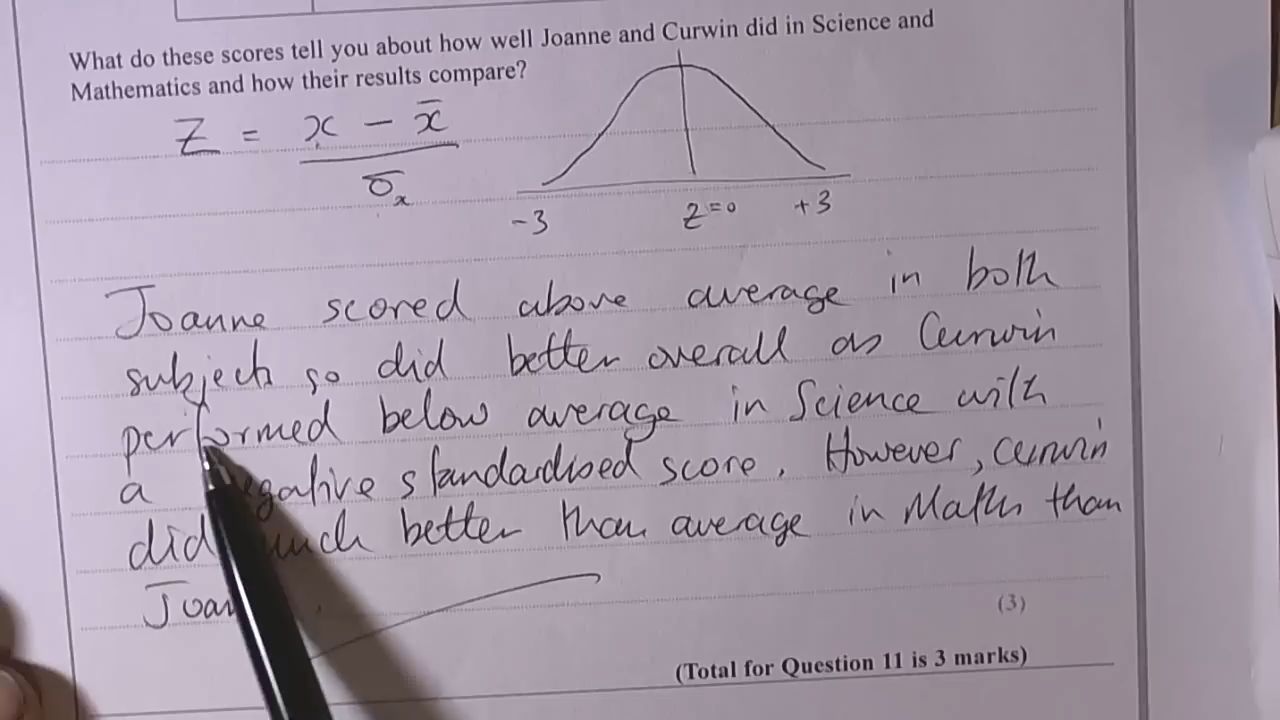 What do these scores tell you about how well Joanne and Curwin did in Science and
Mathematics and how their results compare?
Z = x − x̄
σx
−3 Z=0 +3
Joanne scored above average in both
subjects so did better overall as Curwin
performed below average in Science with
a negative standardised score. However, Curwin
did much better than average in Maths than
Joan
(3)
(Total for Question 11 is 3 marks)